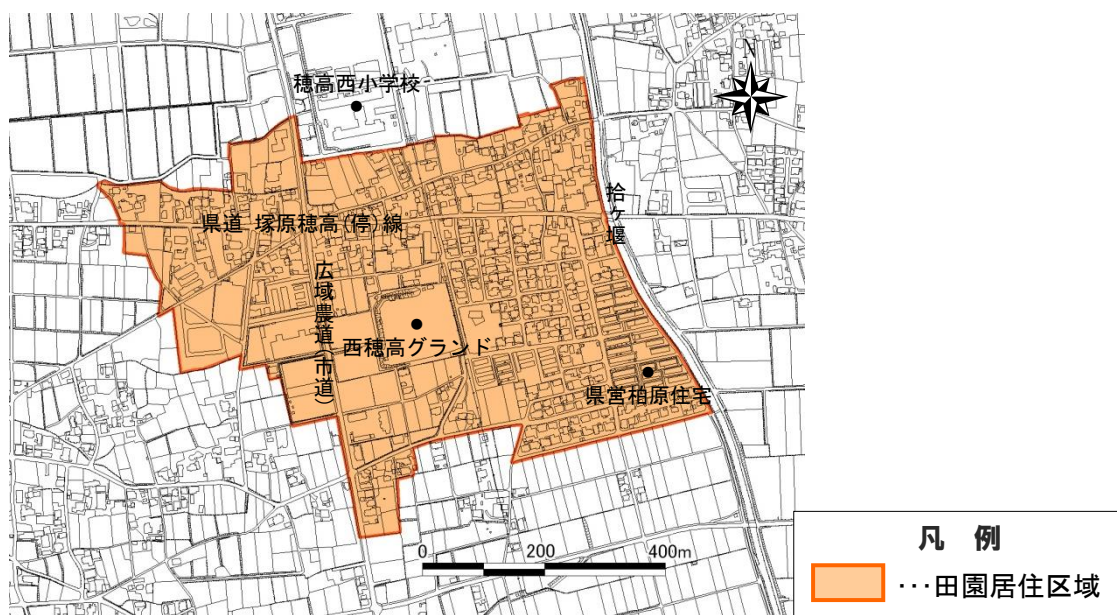 N
穂高西小学校
拾ケ堰
県道 塚原穂高(停)線
広域農道(市道)
西穂高グランド
県営柏原住宅
0 200 400m
凡 例
･･･田園居住区域